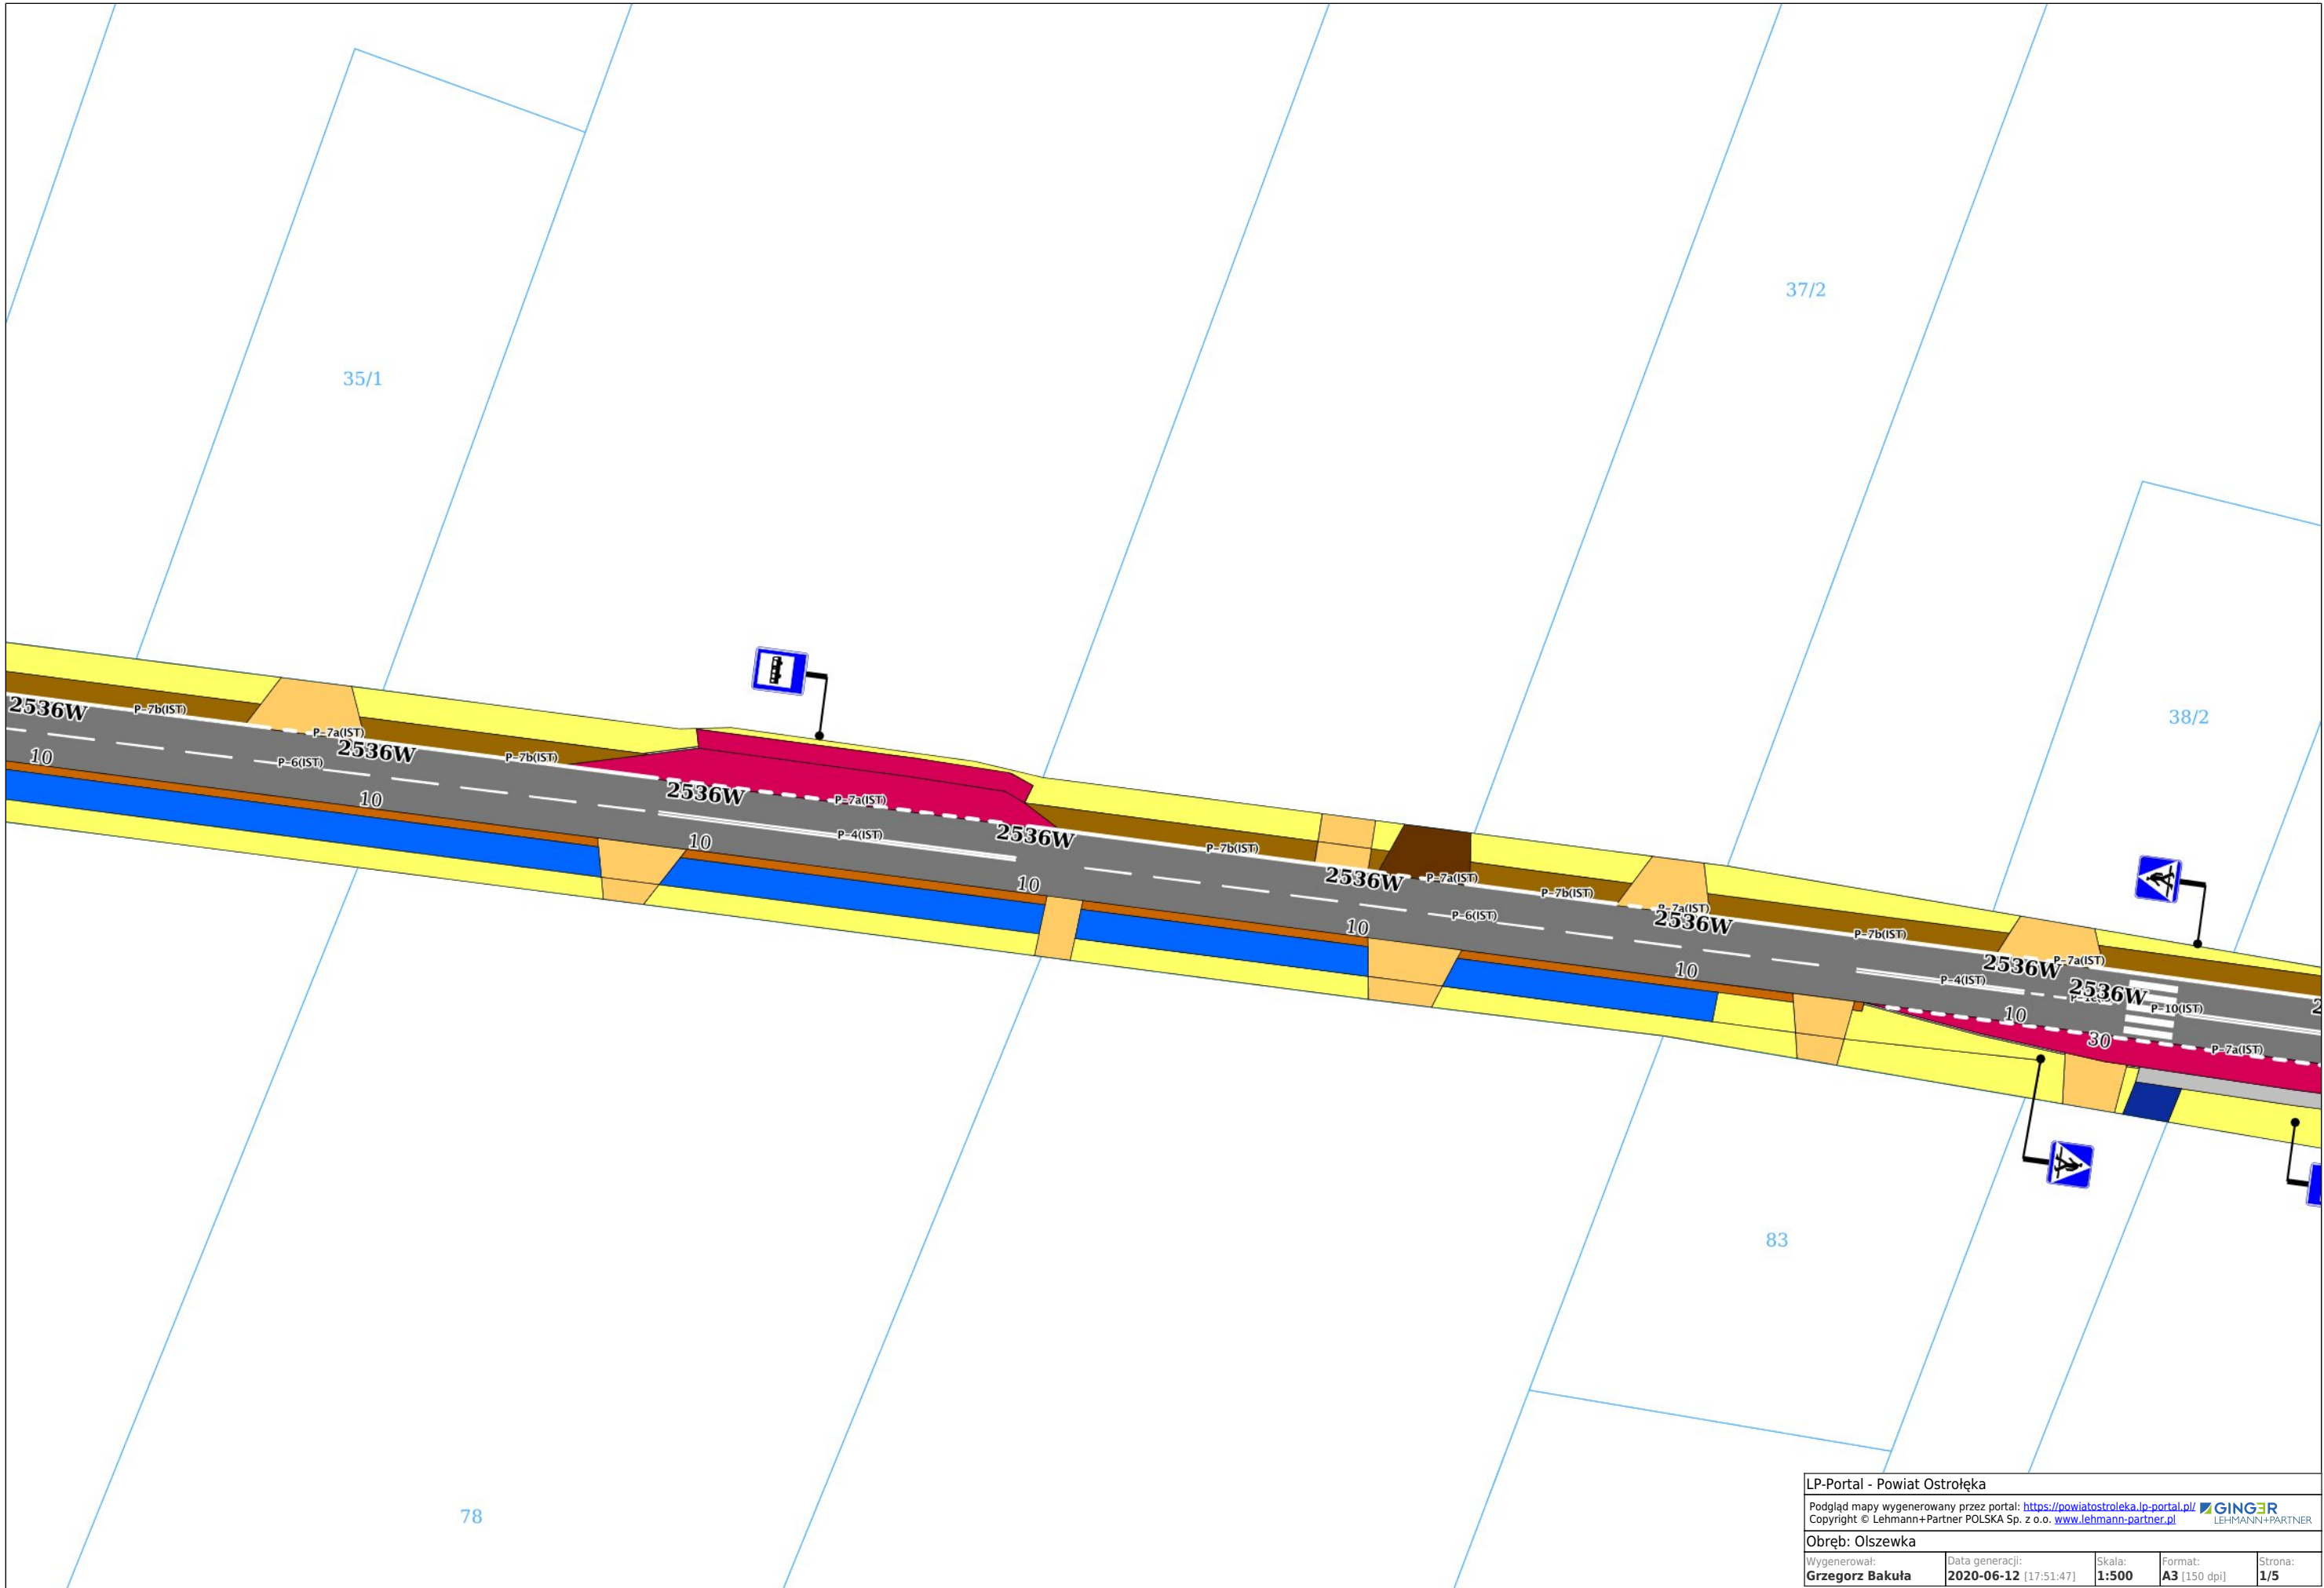 37/2
35/1
38/2
2536W
P-7b(IST)
P-7a(IST)
2536W
P-7b(IST)
10
P-6(IST)
10
2536W
P-7a(IST)
P-4(IST)
2536W
10
P-7b(IST)
10
2536W
P-7a(IST)
P-7b(IST)
10
P-6(IST)
P-7a(IST)
2536W
P-7b(IST)
10
2536W
P-7a(IST)
P-4(IST)
2536W
P-10(IST)
10
30
P-7a(IST)
83
78
LP-Portal - Powiat Ostrołęka
Podgląd mapy wygenerowany przez portal: https://powiatostroleka.lp-portal.pl/
Copyright © Lehmann+Partner POLSKA Sp. z o.o. www.lehmann-partner.pl
GINGER
LEHMANN+PARTNER
Obręb: Olszewka
Wygenerował: Data generacji: Skala: Format: Strona:
Grzegorz Bakuła 2020-06-12 [17:51:47] 1:500 A3 [150 dpi] 1/5